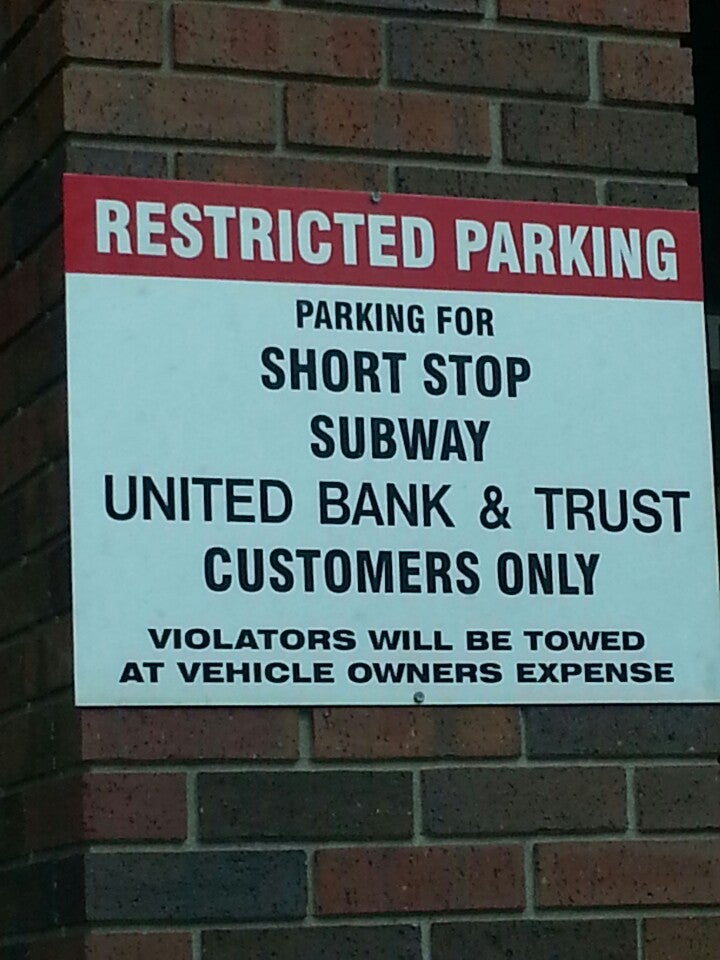 RESTRICTED PARKING
PARKING FOR
SHORT STOP
SUBWAY
UNITED BANK & TRUST
CUSTOMERS ONLY
VIOLATORS WILL BE TOWED
AT VEHICLE OWNERS EXPENSE